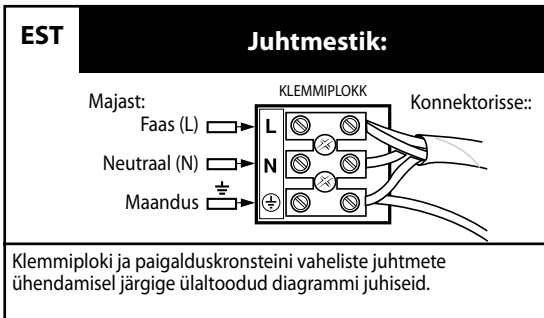 EST
Juhtmestik:
KLEMMIPLOKK
Majast:
Konnektorisse::
Faas (L)
L
Neutraal (N)
N
Maandus
Klemmiploki ja paigalduskronsteini vaheliste juhtmete
ühendamisel järgige ülaltoodud diagrammi juhiseid.